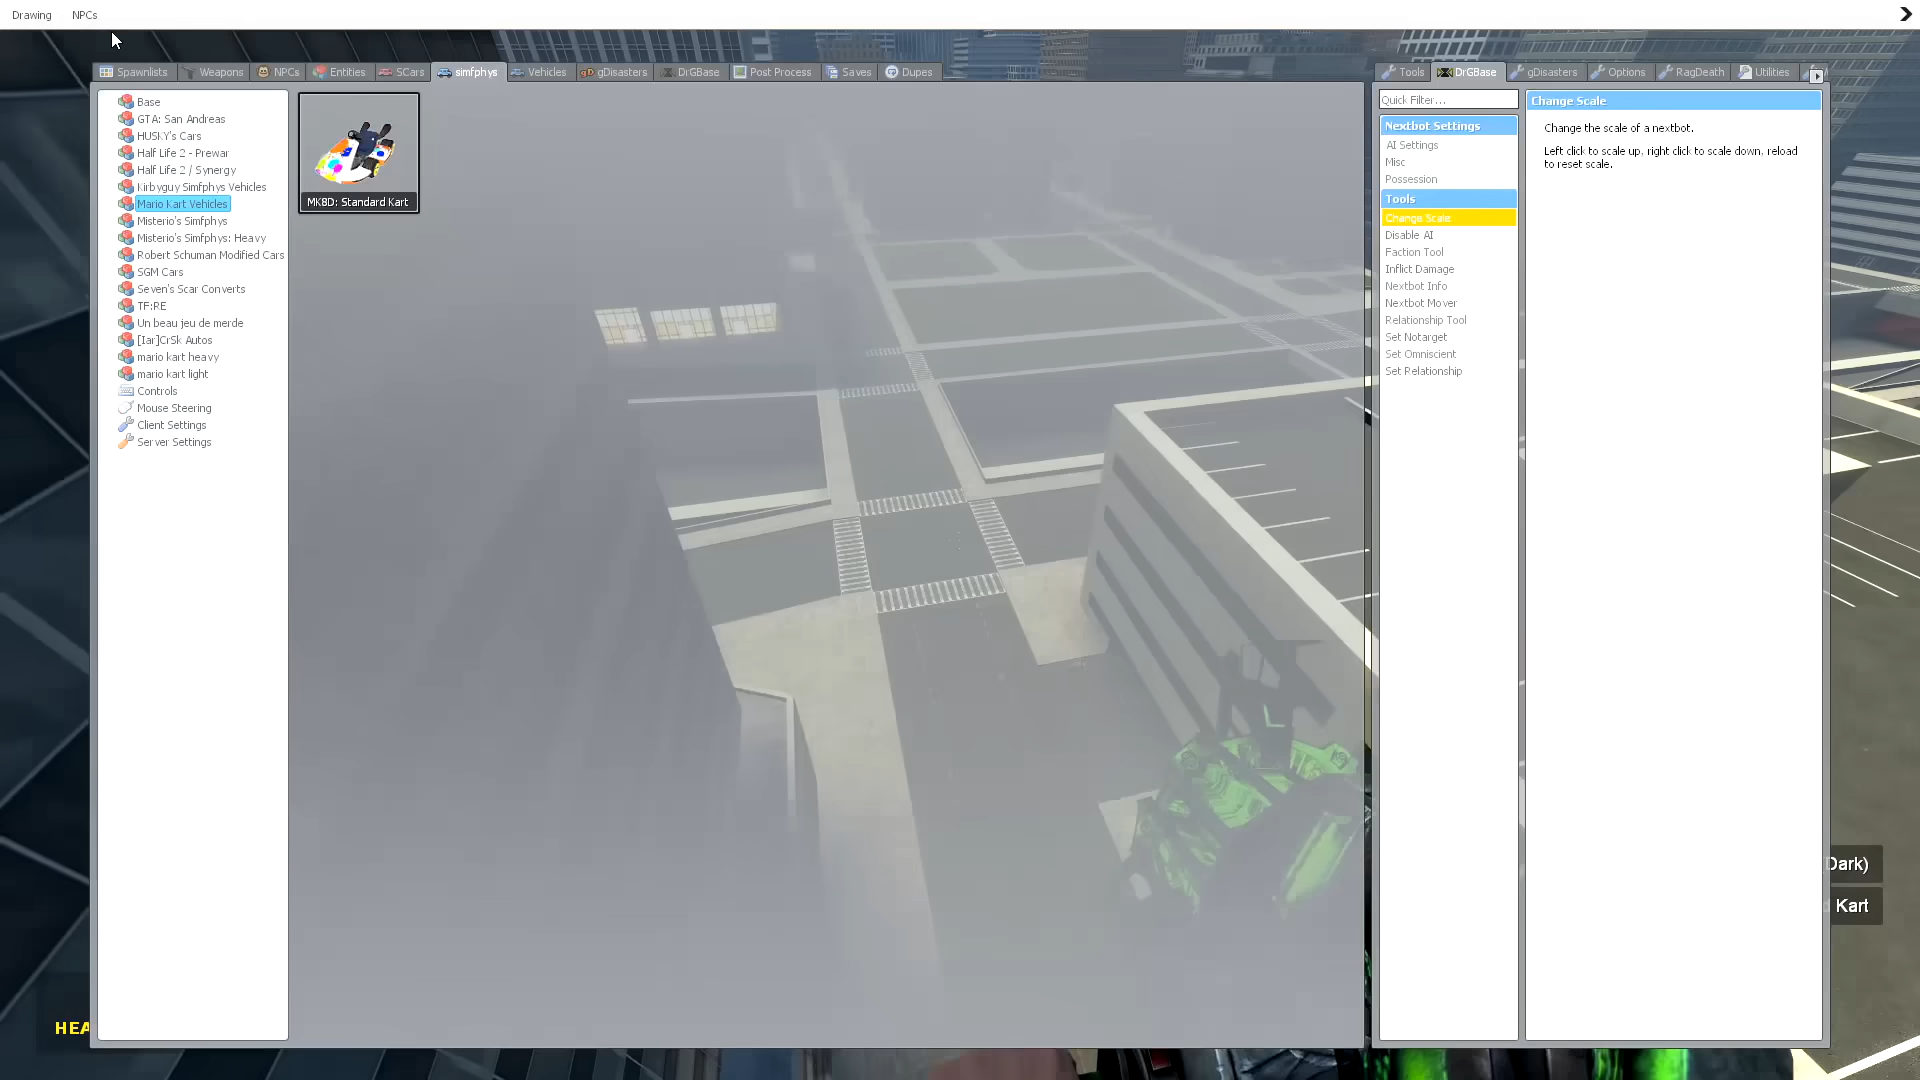 Drawing NPCs
Spawnlists Weapons NPCs Entities SCars simfphys Vehicles gDisasters DrGBase Post Process Saves Dupes
Base
GTA: San Andreas
HUSKY's Cars
Half Life 2 - Prewar
Half Life 2 / Synergy
Kirbyguy Simfphys Vehicles
Mario Kart Vehicles
Misterio's Simfphys
Misterio's Simfphys: Heavy
Robert Schuman Modified Cars
SGM Cars
Seven's Scar Converts
TF:RE
Un beau jeu de merde
[Iar]CrSk Autos
mario kart heavy
mario kart light
Controls
Mouse Steering
Client Settings
Server Settings
MK8D: Standard Kart
Tools DrGBase gDisasters Options RagDeath Utilities
Quick Filter...
Nextbot Settings
AI Settings
Misc
Possession
Tools
Change Scale
Disable AI
Faction Tool
Inflict Damage
Nextbot Info
Nextbot Mover
Relationship Tool
Set Notarget
Set Omniscient
Set Relationship
Change Scale
Change the scale of a nextbot.
Left click to scale up, right click to scale down, reload
to reset scale.
Dark)
Kart
HEA